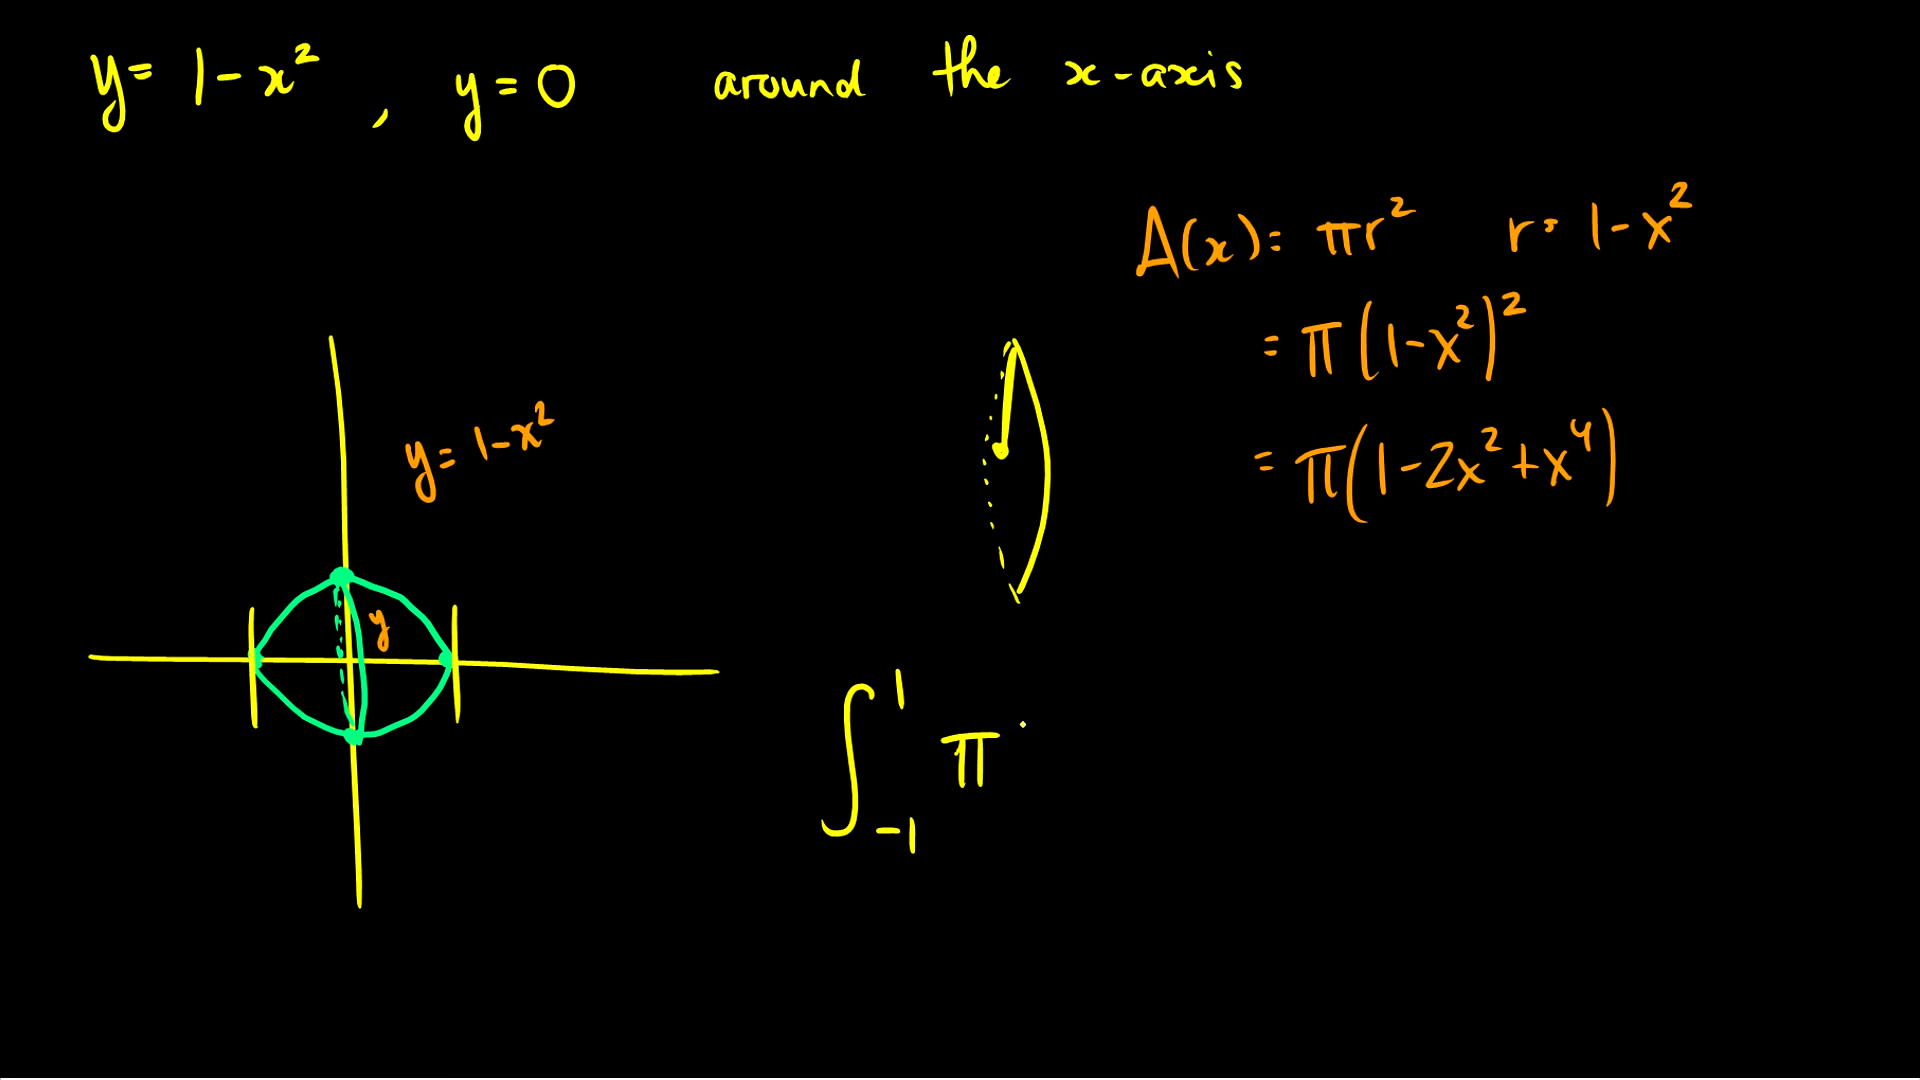 y = 1 - x², y = 0 around the x-axis
A(x) = πr² r = 1 - x²
= π(1 - x²)²
= π(1 - 2x² + x⁴)
y = 1 - x²
y
∫₋₁¹ π